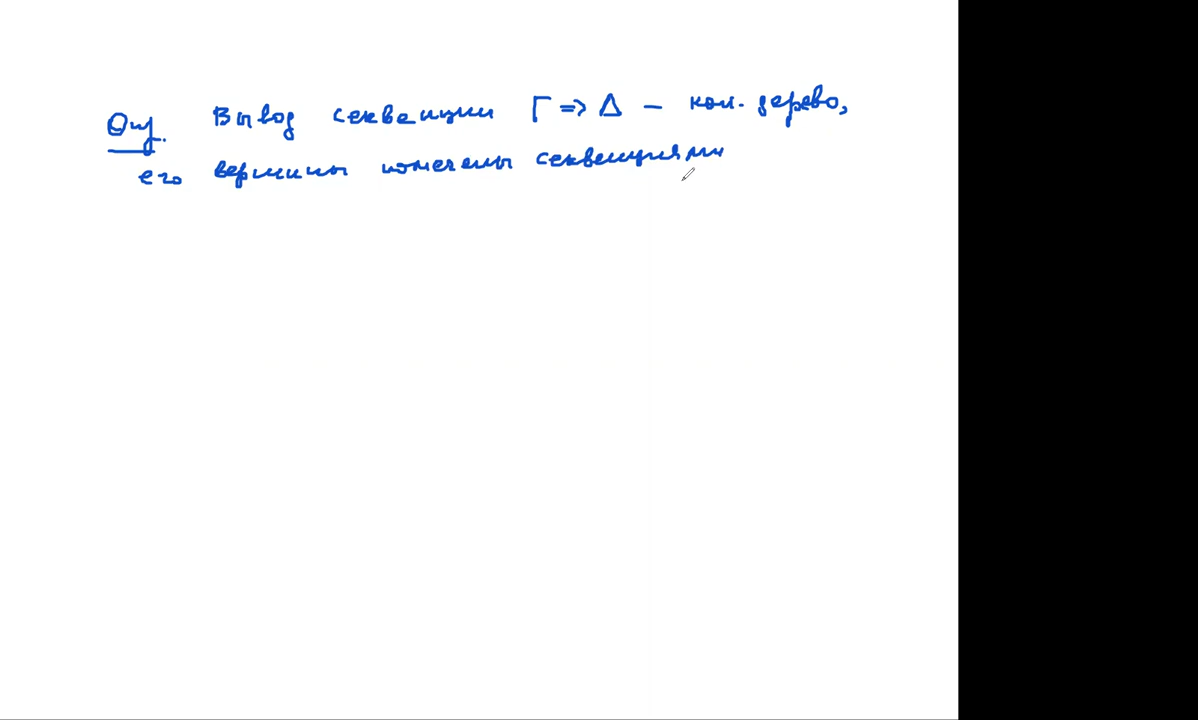 Опр. Вывод секвенции Γ => Δ – кон. дерево,
его вершины помечены секвенциями